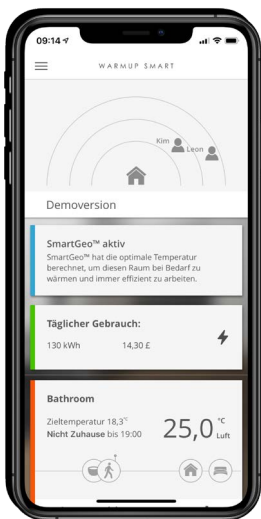 09:14
WARMUP SMART
Kim
Leon
Demoversion
SmartGeo™ aktiv
SmartGeo™ hat die optimale Temperatur
berechnet, um diesen Raum bei Bedarf zu
wärmen und immer effizient zu arbeiten.
Täglicher Gebrauch:
130 kWh 14,30 £
Bathroom
Zieltemperatur 18,3°C
Nicht Zuhause bis 19:00
25,0 °C
Luft